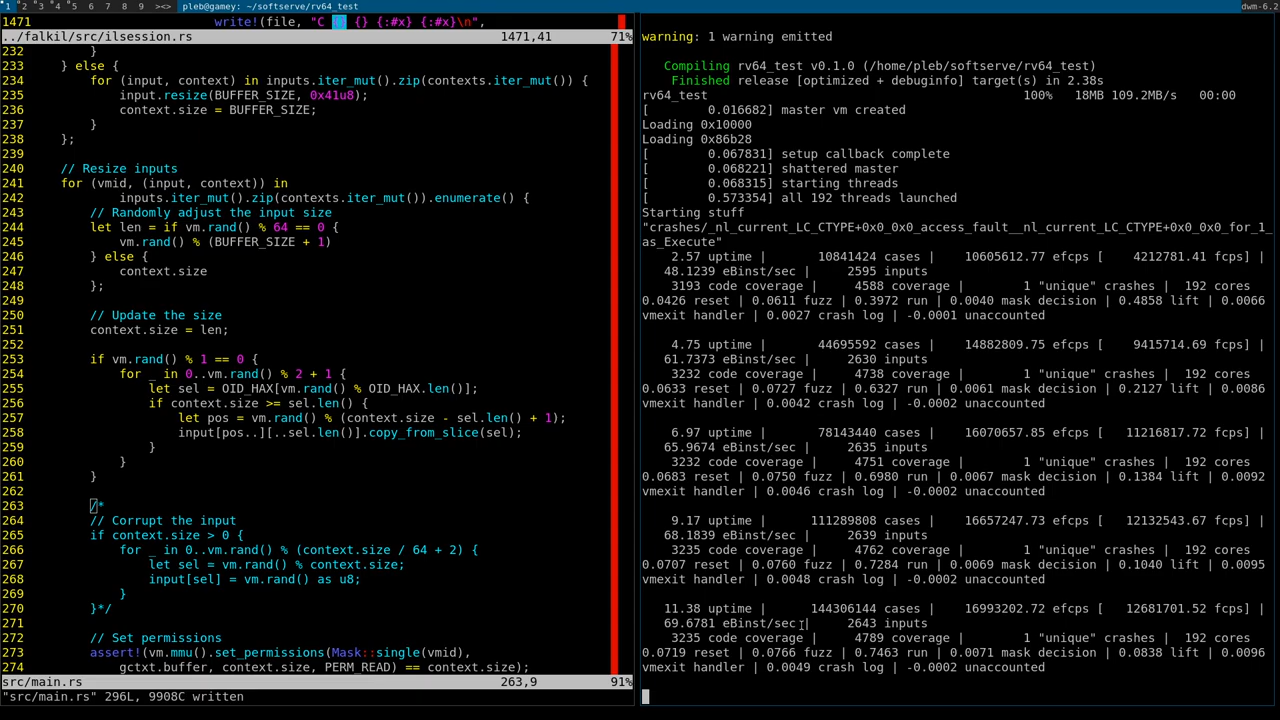 1 2 3 4 5 6 7 8 9 ><> pleb@gamey: ~/softserve/rv64_test dwm-6.2
1471 write!(file, "C {} {} {:#x} {:#x}\n",
../falkil/src/ilsession.rs 1471,41 71%
232 }
233 } else {
234 for (input, context) in inputs.iter_mut().zip(contexts.iter_mut()) {
235 input.resize(BUFFER_SIZE, 0x41u8);
236 context.size = BUFFER_SIZE;
237 }
238 };
239
240 // Resize inputs
241 for (vmid, (input, context)) in
242 inputs.iter_mut().zip(contexts.iter_mut()).enumerate() {
243 // Randomly adjust the input size
244 let len = if vm.rand() % 64 == 0 {
245 vm.rand() % (BUFFER_SIZE + 1)
246 } else {
247 context.size
248 };
249
250 // Update the size
251 context.size = len;
252
253 if vm.rand() % 1 == 0 {
254 for _ in 0..vm.rand() % 2 + 1 {
255 let sel = OID_HAX[vm.rand() % OID_HAX.len()];
256 if context.size >= sel.len() {
257 let pos = vm.rand() % (context.size - sel.len() + 1);
258 input[pos..][..sel.len()].copy_from_slice(sel);
259 }
260 }
261 }
262
263 /*
264 // Corrupt the input
265 if context.size > 0 {
266 for _ in 0..vm.rand() % (context.size / 64 + 2) {
267 let sel = vm.rand() % context.size;
268 input[sel] = vm.rand() as u8;
269 }
270 }*/
271
272 // Set permissions
273 assert!(vm.mmu().set_permissions(Mask::single(vmid),
274 gctxt.buffer, context.size, PERM_READ) == context.size);
src/main.rs 263,9 91%
"src/main.rs" 296L, 9908C written
warning: 1 warning emitted
Compiling rv64_test v0.1.0 (/home/pleb/softserve/rv64_test)
Finished release [optimized + debuginfo] target(s) in 2.38s
rv64_test 100% 18MB 109.2MB/s 00:00
[ 0.016682] master vm created
Loading 0x10000
Loading 0x86b28
[ 0.067831] setup callback complete
[ 0.068221] shattered master
[ 0.068315] starting threads
[ 0.573354] all 192 threads launched
Starting stuff
"crashes/_nl_current_LC_CTYPE+0x0_0x0_access_fault__nl_current_LC_CTYPE+0x0_0x0_for_1_
as_Execute"
2.57 uptime | 10841424 cases | 10605612.77 efcps [ 4212781.41 fcps] |
48.1239 eBinst/sec | 2595 inputs
3193 code coverage | 4588 coverage | 1 "unique" crashes | 192 cores
0.0426 reset | 0.0611 fuzz | 0.3972 run | 0.0040 mask decision | 0.4858 lift | 0.0066
vmexit handler | 0.0027 crash log | -0.0001 unaccounted
4.75 uptime | 44695592 cases | 14882809.75 efcps [ 9415714.69 fcps] |
61.7373 eBinst/sec | 2630 inputs
3232 code coverage | 4738 coverage | 1 "unique" crashes | 192 cores
0.0633 reset | 0.0727 fuzz | 0.6327 run | 0.0061 mask decision | 0.2127 lift | 0.0086
vmexit handler | 0.0042 crash log | -0.0002 unaccounted
6.97 uptime | 78143440 cases | 16070657.85 efcps [ 11216817.72 fcps] |
65.9674 eBinst/sec | 2635 inputs
3232 code coverage | 4751 coverage | 1 "unique" crashes | 192 cores
0.0683 reset | 0.0750 fuzz | 0.6980 run | 0.0067 mask decision | 0.1384 lift | 0.0092
vmexit handler | 0.0046 crash log | -0.0002 unaccounted
9.17 uptime | 111289808 cases | 16657247.73 efcps [ 12132543.67 fcps] |
68.1839 eBinst/sec | 2639 inputs
3235 code coverage | 4762 coverage | 1 "unique" crashes | 192 cores
0.0707 reset | 0.0760 fuzz | 0.7284 run | 0.0069 mask decision | 0.1040 lift | 0.0095
vmexit handler | 0.0048 crash log | -0.0002 unaccounted
11.38 uptime | 144306144 cases | 16993202.72 efcps [ 12681701.52 fcps] |
69.6781 eBinst/sec | 2643 inputs
3235 code coverage | 4789 coverage | 1 "unique" crashes | 192 cores
0.0719 reset | 0.0766 fuzz | 0.7463 run | 0.0071 mask decision | 0.0838 lift | 0.0096
vmexit handler | 0.0049 crash log | -0.0002 unaccounted